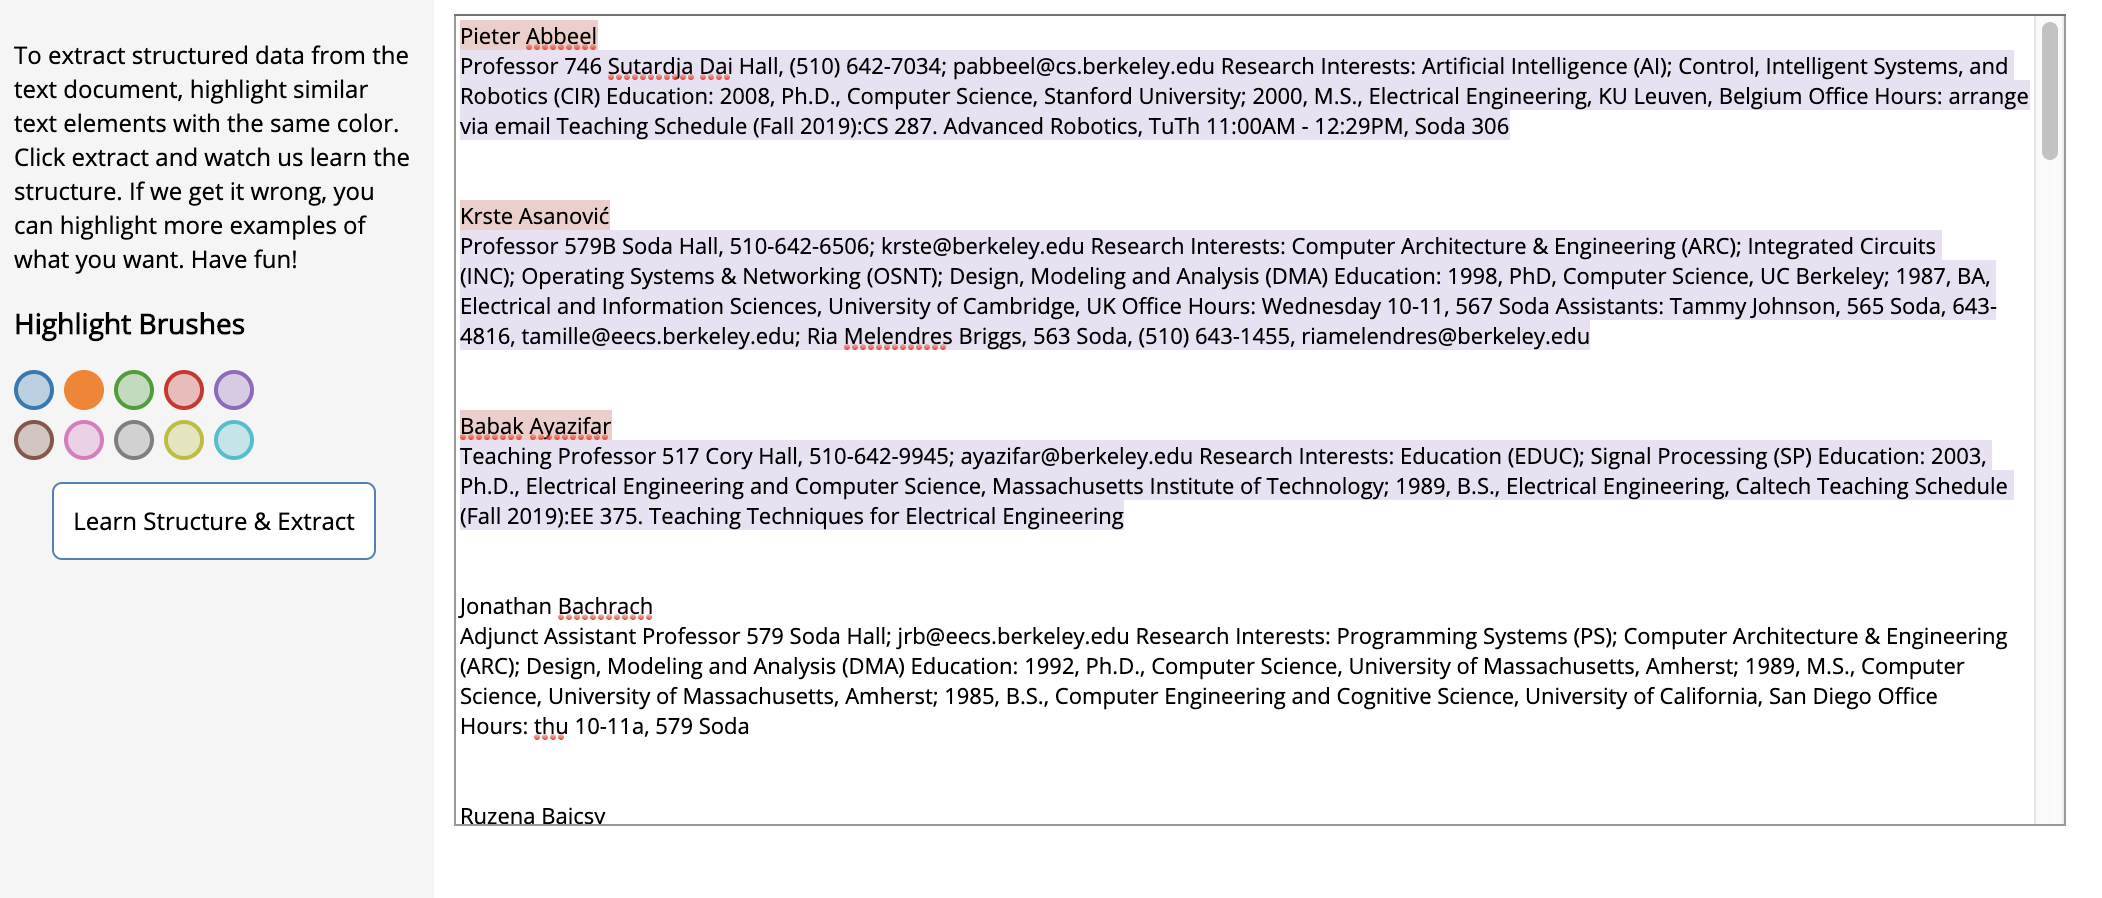 To extract structured data from the
text document, highlight similar
text elements with the same color.
Click extract and watch us learn the
structure. If we get it wrong, you
can highlight more examples of
what you want. Have fun!
Highlight Brushes
Learn Structure & Extract
Pieter Abbeel
Professor 746 Sutardja Dai Hall, (510) 642-7034; pabbeel@cs.berkeley.edu Research Interests: Artificial Intelligence (AI); Control, Intelligent Systems, and
Robotics (CIR) Education: 2008, Ph.D., Computer Science, Stanford University; 2000, M.S., Electrical Engineering, KU Leuven, Belgium Office Hours: arrange
via email Teaching Schedule (Fall 2019):CS 287. Advanced Robotics, TuTh 11:00AM - 12:29PM, Soda 306
Krste Asanović
Professor 579B Soda Hall, 510-642-6506; krste@berkeley.edu Research Interests: Computer Architecture & Engineering (ARC); Integrated Circuits
(INC); Operating Systems & Networking (OSNT); Design, Modeling and Analysis (DMA) Education: 1998, PhD, Computer Science, UC Berkeley; 1987, BA,
Electrical and Information Sciences, University of Cambridge, UK Office Hours: Wednesday 10-11, 567 Soda Assistants: Tammy Johnson, 565 Soda, 643-
4816, tamille@eecs.berkeley.edu; Ria Melendres Briggs, 563 Soda, (510) 643-1455, riamelendres@berkeley.edu
Babak Ayazifar
Teaching Professor 517 Cory Hall, 510-642-9945; ayazifar@berkeley.edu Research Interests: Education (EDUC); Signal Processing (SP) Education: 2003,
Ph.D., Electrical Engineering and Computer Science, Massachusetts Institute of Technology; 1989, B.S., Electrical Engineering, Caltech Teaching Schedule
(Fall 2019):EE 375. Teaching Techniques for Electrical Engineering
Jonathan Bachrach
Adjunct Assistant Professor 579 Soda Hall; jrb@eecs.berkeley.edu Research Interests: Programming Systems (PS); Computer Architecture & Engineering
(ARC); Design, Modeling and Analysis (DMA) Education: 1992, Ph.D., Computer Science, University of Massachusetts, Amherst; 1989, M.S., Computer
Science, University of Massachusetts, Amherst; 1985, B.S., Computer Engineering and Cognitive Science, University of California, San Diego Office
Hours: thu 10-11a, 579 Soda
Ruzena Bajcsy